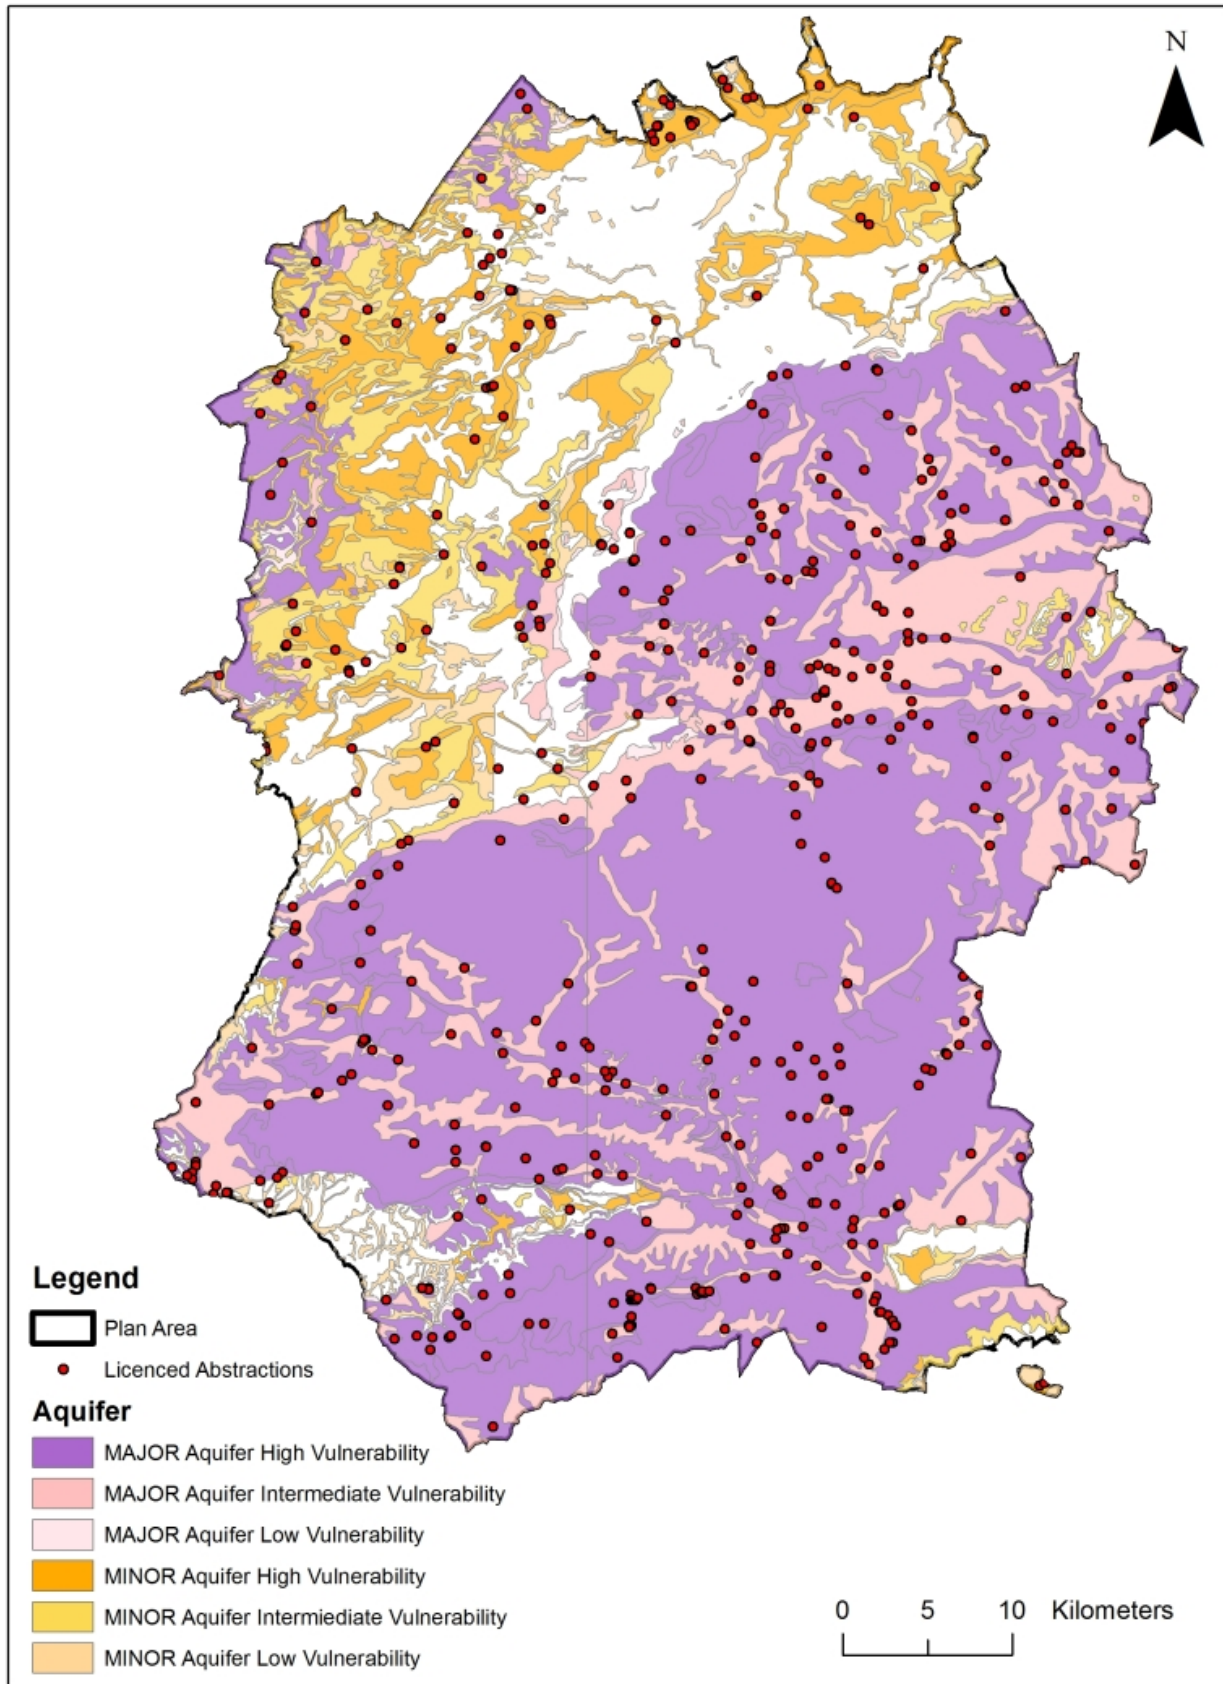 N
Legend
Plan Area
Licenced Abstractions
Aquifer
MAJOR Aquifer High Vulnerability
MAJOR Aquifer Intermediate Vulnerability
MAJOR Aquifer Low Vulnerability
MINOR Aquifer High Vulnerability
MINOR Aquifer Intermiediate Vulnerability
MINOR Aquifer Low Vulnerability
0 5 10 Kilometers